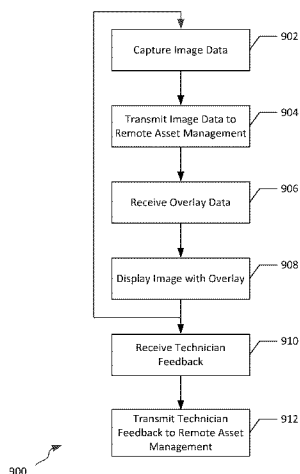 Capture Image Data
902
Transmit Image Data to
Remote Asset Management
904
Receive Overlay Data
906
Display Image with Overlay
908
Receive Technician
Feedback
910
Transmit Technician
Feedback to Remote Asset
Management
912
900